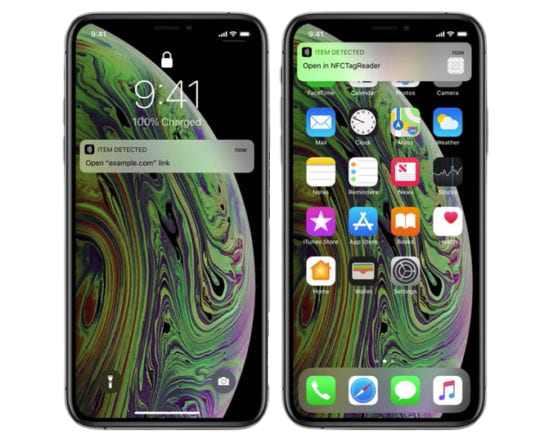 9:41
9:41
100% Charged
ITEM DETECTED
now
Open “example.com” link
9:41
ITEM DETECTED
now
Open in NFCTagReader
FaceTime
Calendar
Photos
Camera
Mail
Clock
Maps
Weather
Notes
Reminders
News
Stocks
iTunes Store
App Store
Books
Health
Home
Wallet
Settings